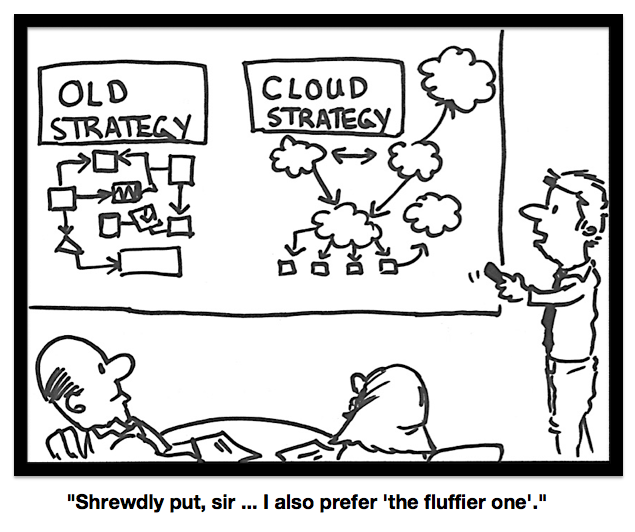 OLD
STRATEGY
CLOUD
STRATEGY
"Shrewdly put, sir ... I also prefer 'the fluffier one'."